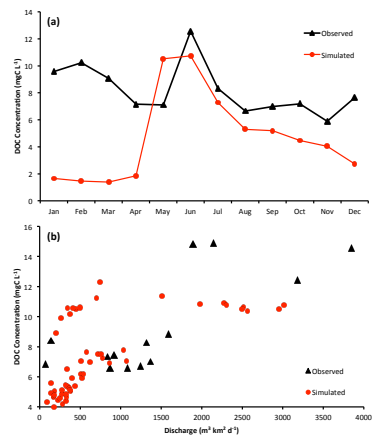 (a)
Observed
Simulated
DOC Concentration (mgC L⁻¹)
14
12
10
8
6
4
2
0
Jan Feb Mar Apr May Jun Jul Aug Sep Oct Nov Dec
(b)
Observed
Simulated
DOC Concentration (mgC L⁻¹)
16
14
12
10
8
6
4
0 500 1000 1500 2000 2500 3000 3500 4000
Discharge (m³ km² d⁻¹)